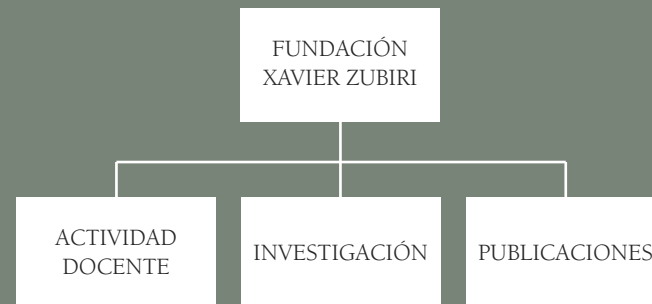 FUNDACIÓN
XAVIER ZUBIRI
ACTIVIDAD
DOCENTE
INVESTIGACIÓN
PUBLICACIONES